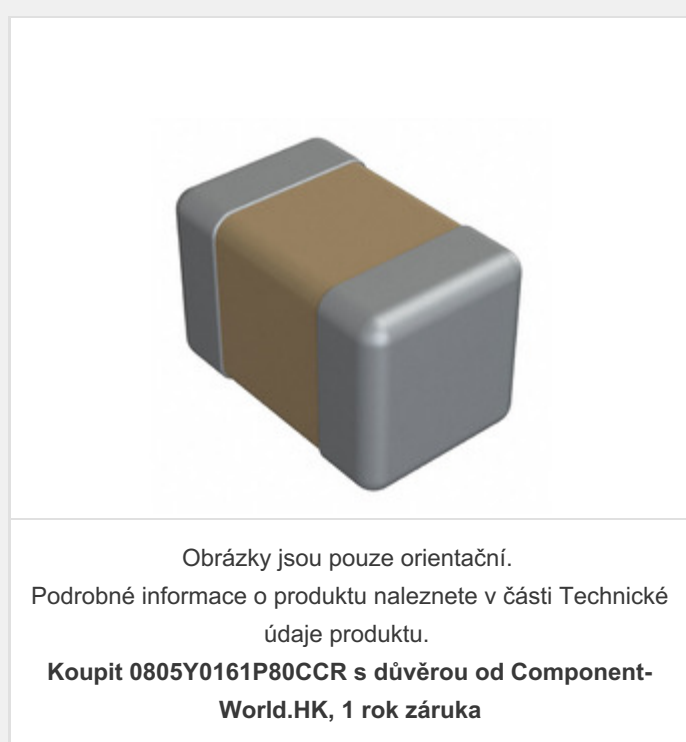 Obrázky jsou pouze orientační.
Podrobné informace o produktu naleznete v části Technické
údaje produktu.
Koupit 0805Y0161P80CCR s důvěrou od Component-
World.HK, 1 rok záruka